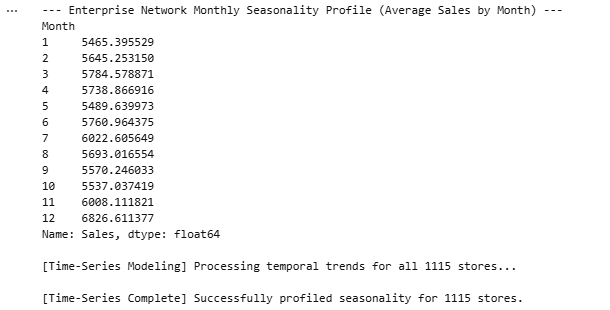 ...
--- Enterprise Network Monthly Seasonality Profile (Average Sales by Month) ---
Month
1     5465.395529
2     5645.253150
3     5784.578871
4     5738.866916
5     5489.639973
6     5760.964375
7     6022.605649
8     5693.016554
9     5570.246033
10    5537.037419
11    6008.111821
12    6826.611377
Name: Sales, dtype: float64
[Time-Series Modeling] Processing temporal trends for all 1115 stores...
[Time-Series Complete] Successfully profiled seasonality for 1115 stores.